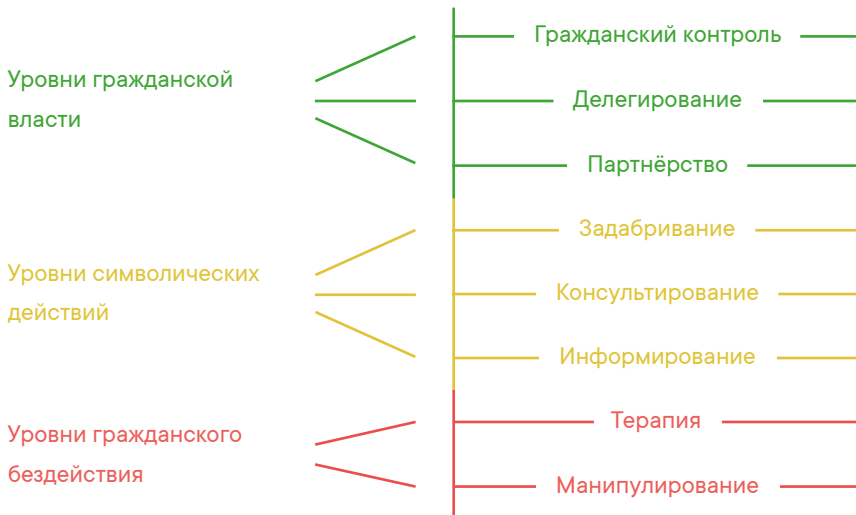 Уровни гражданской
власти
Гражданский контроль
Делегирование
Партнёрство
Уровни символических
действий
Задабривание
Консультирование
Информирование
Уровни гражданского
бездействия
Терапия
Манипулирование